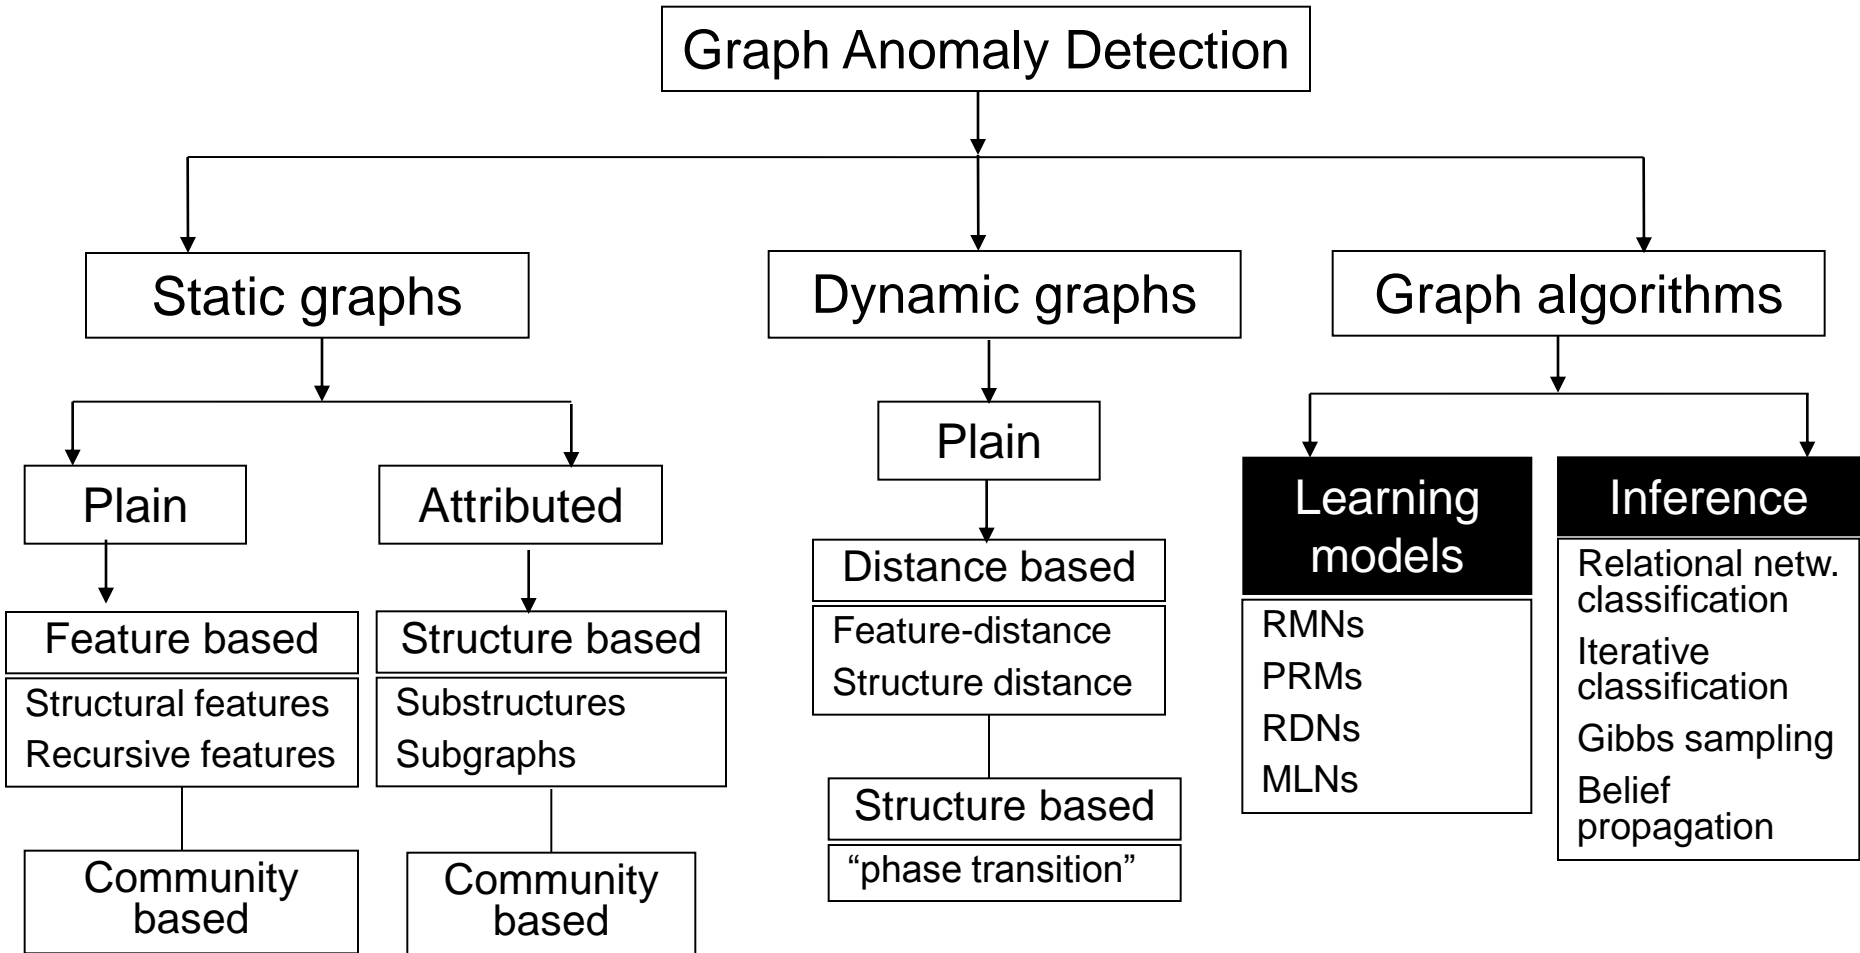 Graph Anomaly Detection
Static graphs
Dynamic graphs
Graph algorithms
Plain
Attributed
Plain
Learning
models
Inference
Feature based
Structural features
Recursive features
Community
based
Structure based
Substructures
Subgraphs
Community
based
Distance based
Feature-distance
Structure distance
Structure based
“phase transition”
RMNs
PRMs
RDNs
MLNs
Relational netw.
classification
Iterative
classification
Gibbs sampling
Belief
propagation